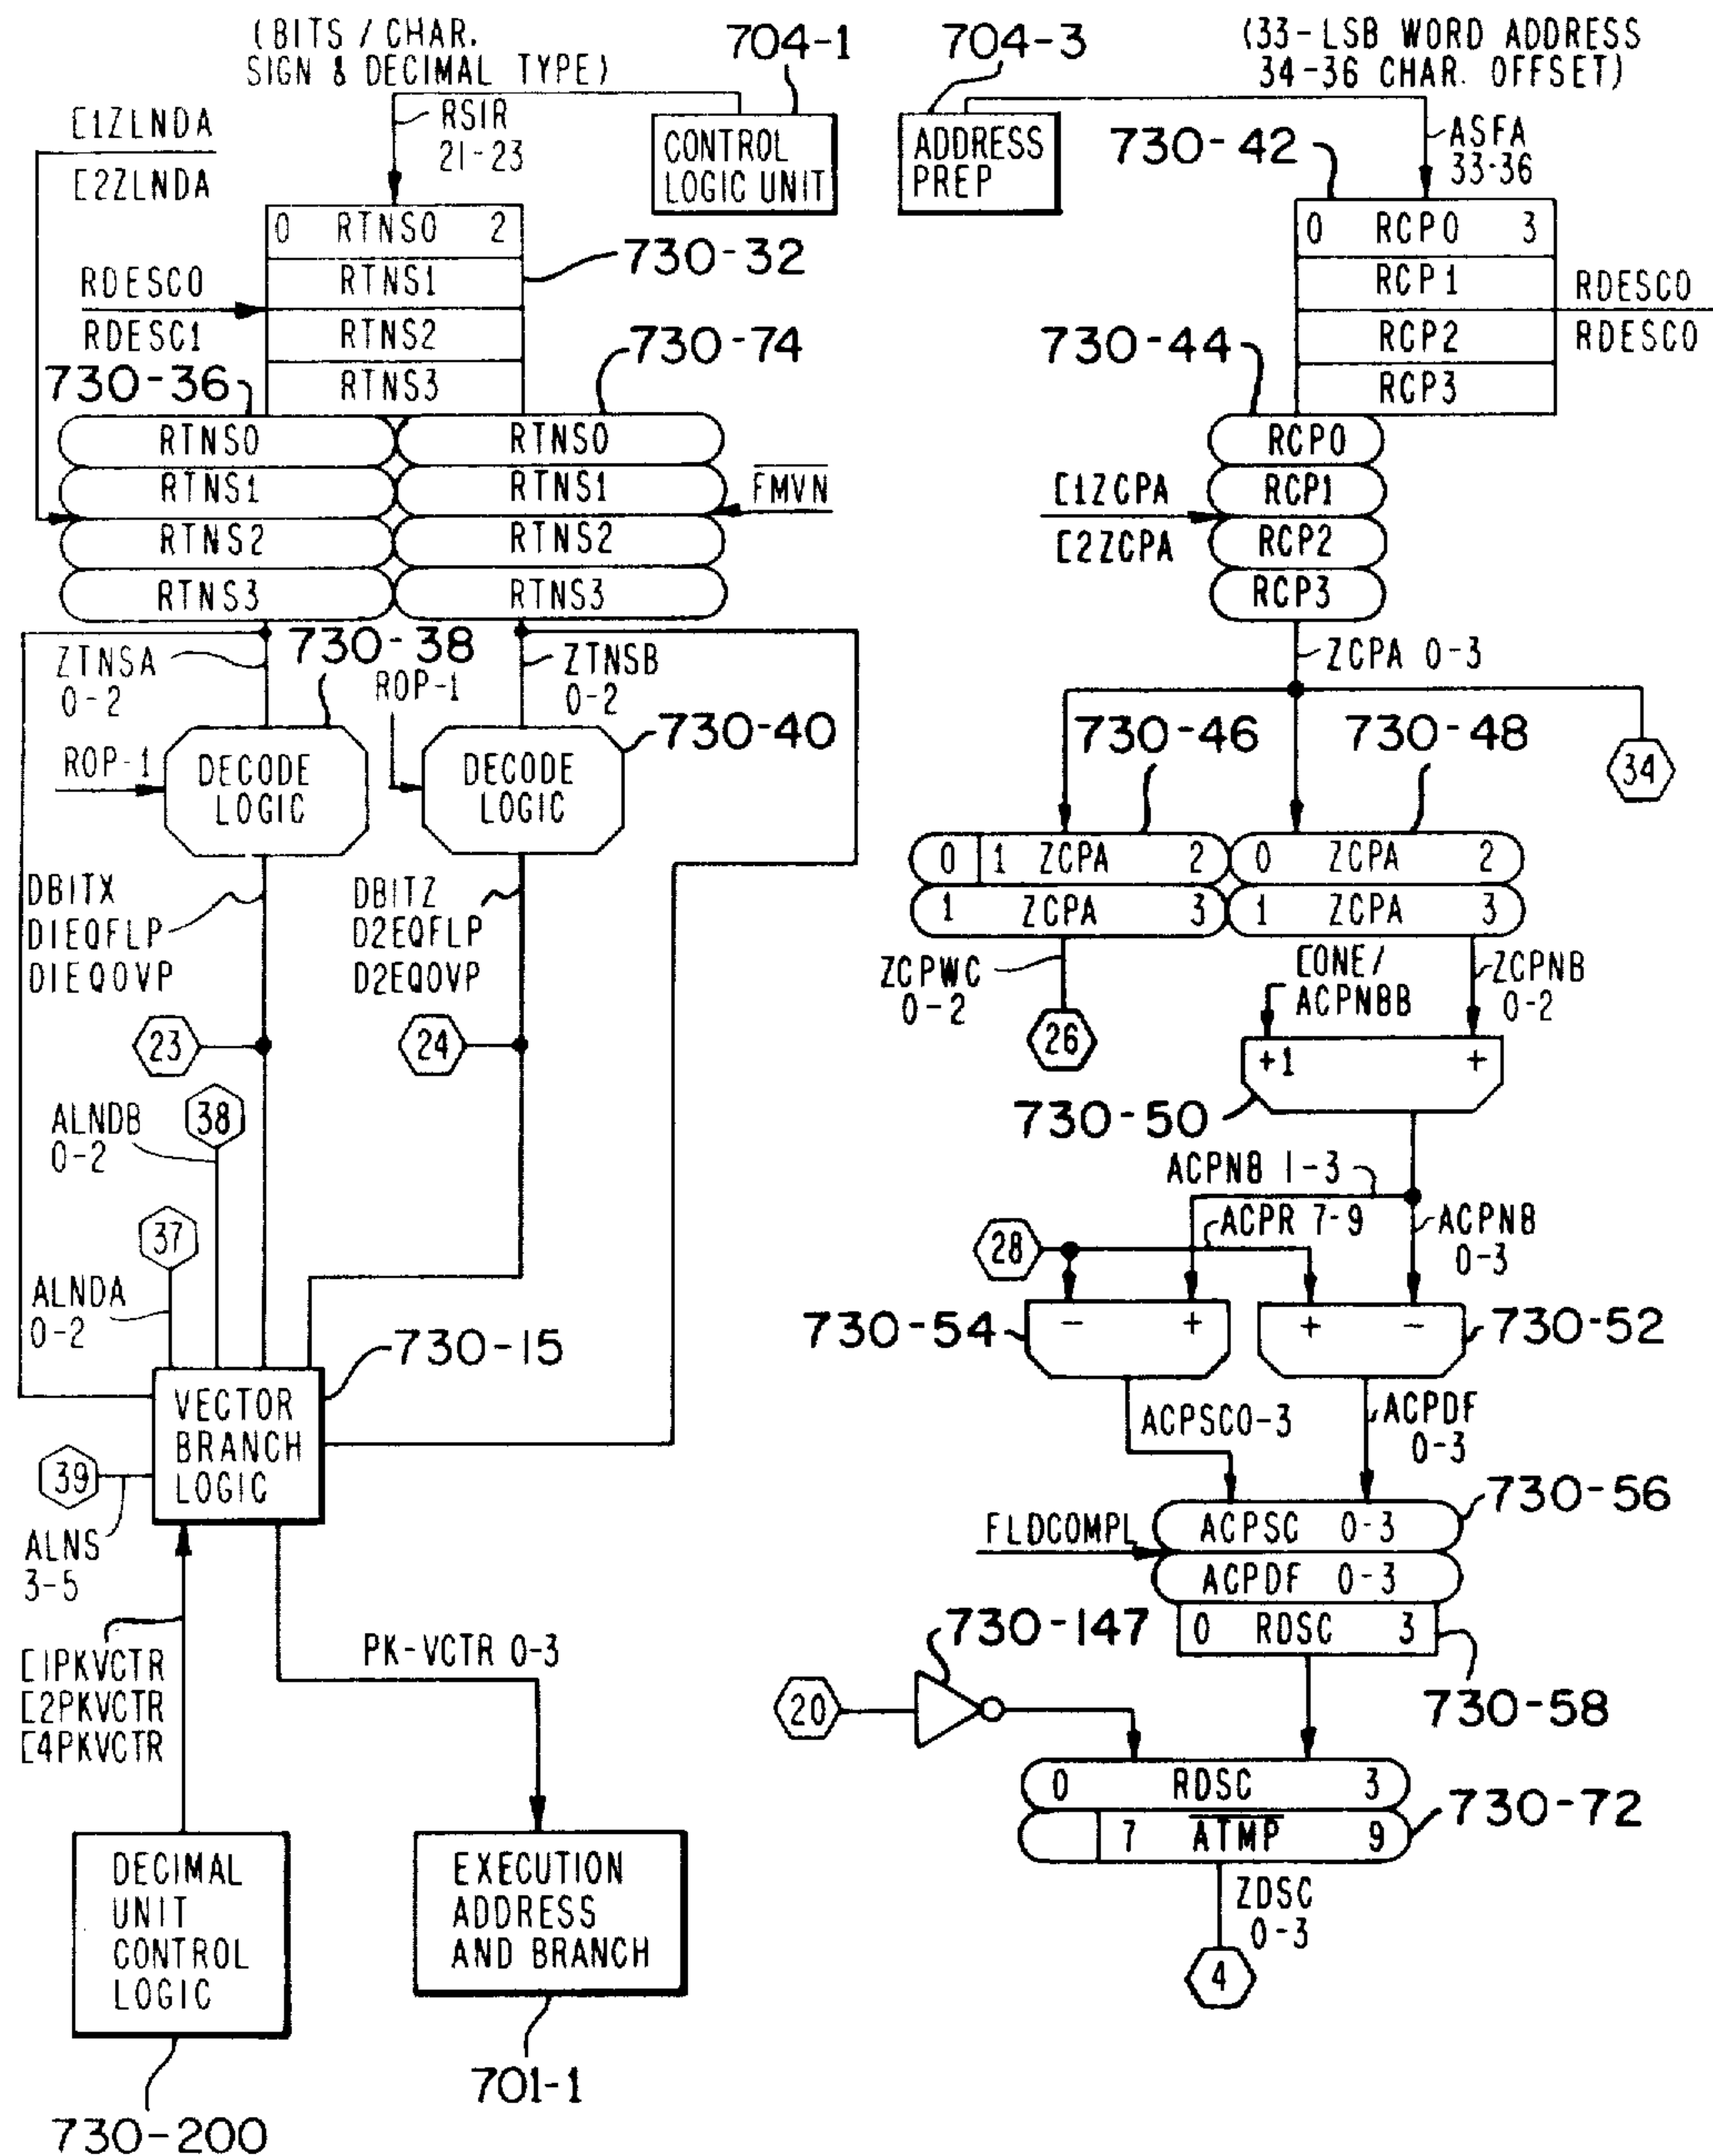 (BITS / CHAR.
SIGN & DECIMAL TYPE)
704-1
704-3
(33-LSB WORD ADDRESS
34-36 CHAR. OFFSET)
[1ZLNDA
[2ZLNDA
RSIR
21-23
CONTROL
LOGIC UNIT
ADDRESS
PREP
730-42
ASFA
33-36
0 RTNS0 2
RTNS1
RTNS2
RTNS3
730-32
RDESC0
RDESC1
0 RCP0 3
RCP1
RCP2
RCP3
RDESC0
RDESC0
730-36
730-74
730-44
RTNS0
RTNS1
RTNS2
RTNS3
RTNS0
RTNS1
RTNS2
RTNS3
FMVN
[1ZCPA
[2ZCPA
RCP0
RCP1
RCP2
RCP3
ZTNSA
0-2
730-38
ROP-1
ZTNSB
0-2
ZCPA 0-3
ROP-1
DECODE
LOGIC
DECODE
LOGIC
730-40
730-46
730-48
34
0 1 ZCPA 2
1 ZCPA 3
0 ZCPA 2
1 ZCPA 3
DBITX
D1EQFLP
D1EQOVP
DBITZ
D2EQFLP
D2EQOVP
ZCPWC
0-2
26
[ONE/
ACPNBB
ZCPNB
0-2
23
24
+1 +
730-50
ALNDB
0-2
38
37
ALNDA
0-2
ACPNB 1-3
ACPR 7-9
ACPNB
0-3
28
730-54
- +
+ -
730-52
730-15
VECTOR
BRANCH
LOGIC
39
ALNS
3-5
ACPSC0-3
ACPDF
0-3
730-56
FLDCOMPL
ACPSC 0-3
ACPDF 0-3
0 RDSC 3
730-58
730-147
20
[1PKVCTR
[2PKVCTR
[4PKVCTR
PK-VCTR 0-3
0 RDSC 3
7 ATMP 9
730-72
ZDSC
0-3
4
DECIMAL
UNIT
CONTROL
LOGIC
EXECUTION
ADDRESS
AND BRANCH
701-1
730-200